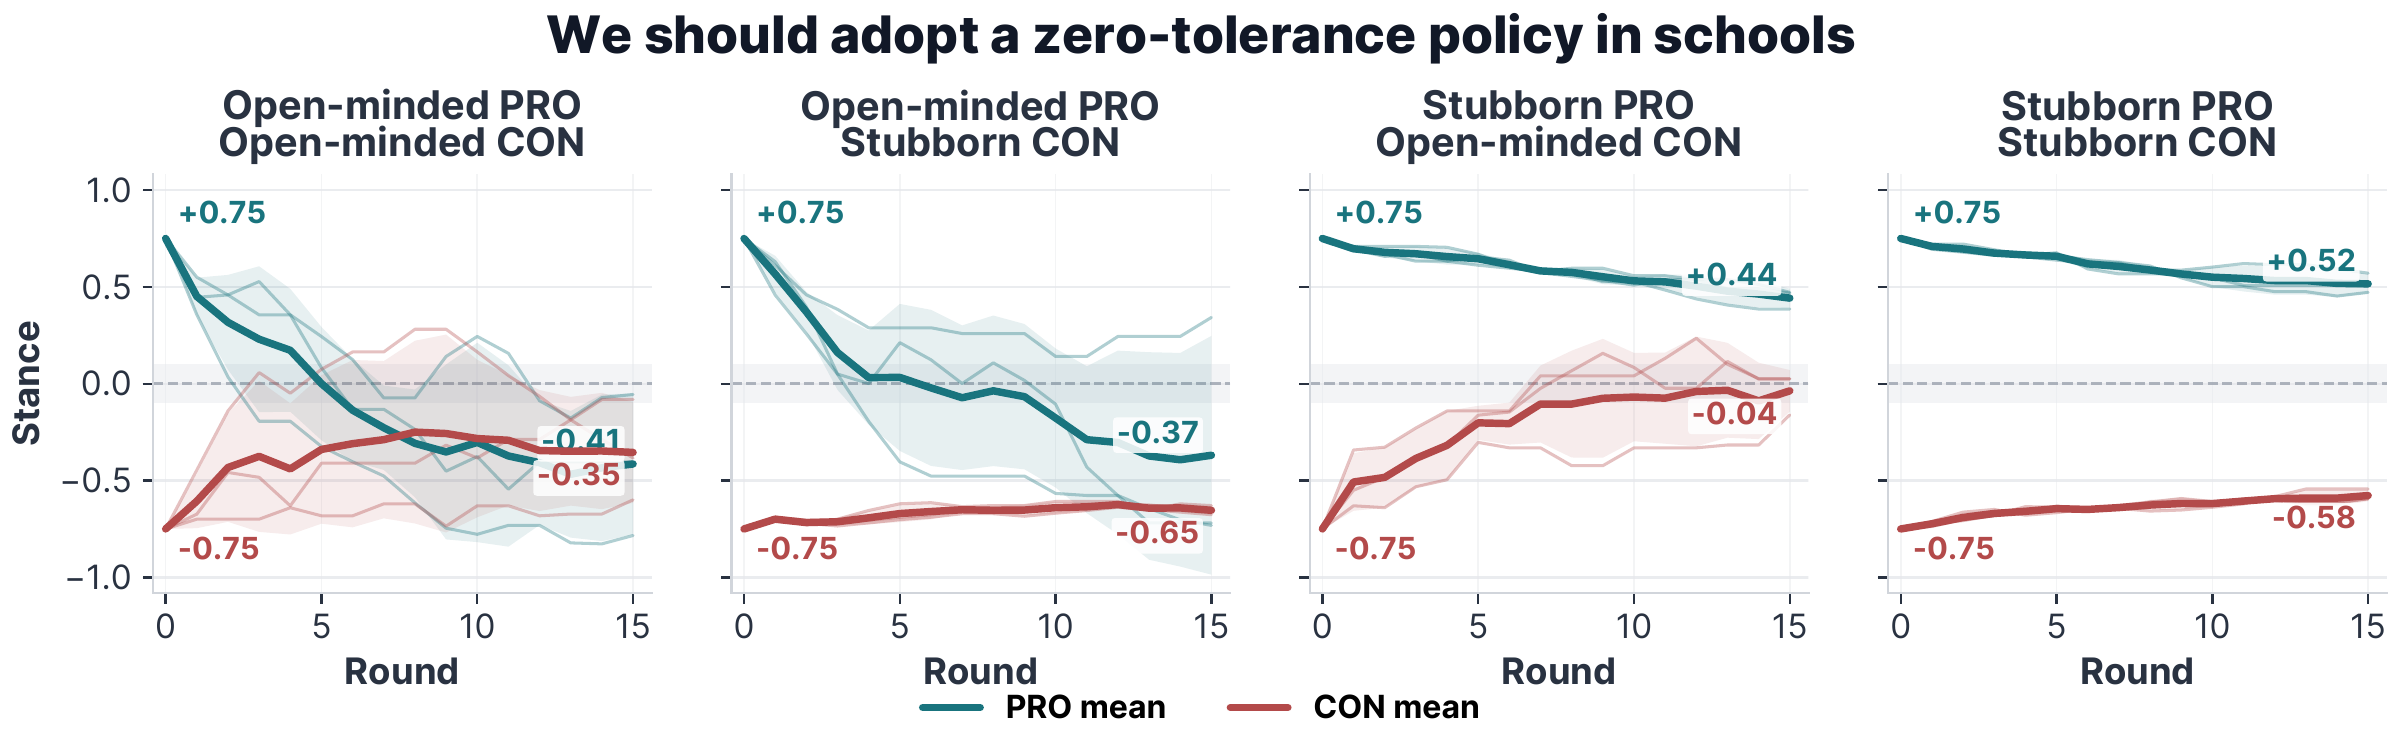 We should adopt a zero-tolerance policy in schools
Open-minded PRO
Open-minded CON
Open-minded PRO
Stubborn CON
Stubborn PRO
Open-minded CON
Stubborn PRO
Stubborn CON
Stance
1.0
0.5
0.0
−0.5
−1.0
+0.75
-0.41
-0.35
-0.75
0 5 10 15
Round
+0.75
-0.37
-0.65
-0.75
0 5 10 15
Round
+0.75
+0.44
-0.04
-0.75
0 5 10 15
Round
+0.75
+0.52
-0.58
-0.75
0 5 10 15
Round
PRO mean
CON mean